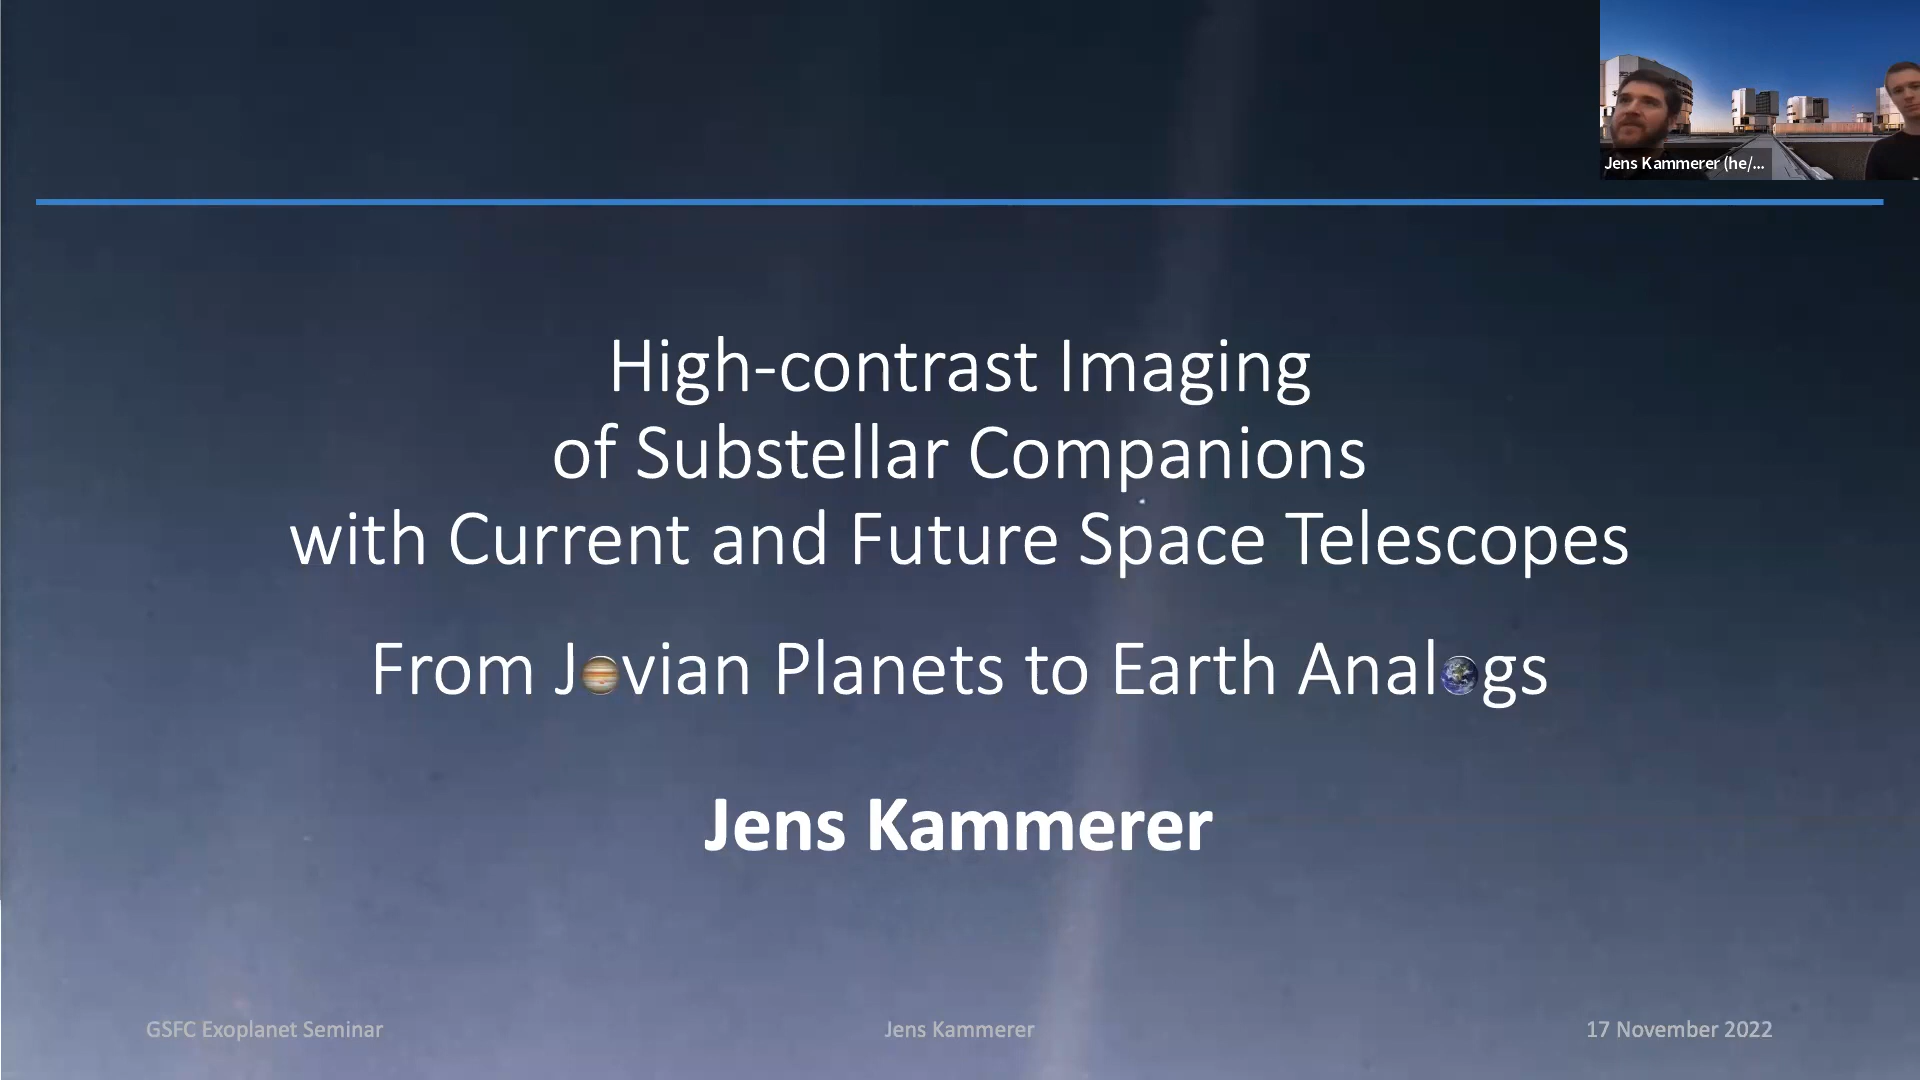 Jens Kammerer (he/...
High-contrast Imaging
of Substellar Companions
with Current and Future Space Telescopes
From Jovian Planets to Earth Analogs
Jens Kammerer
GSFC Exoplanet Seminar
Jens Kammerer
17 November 2022